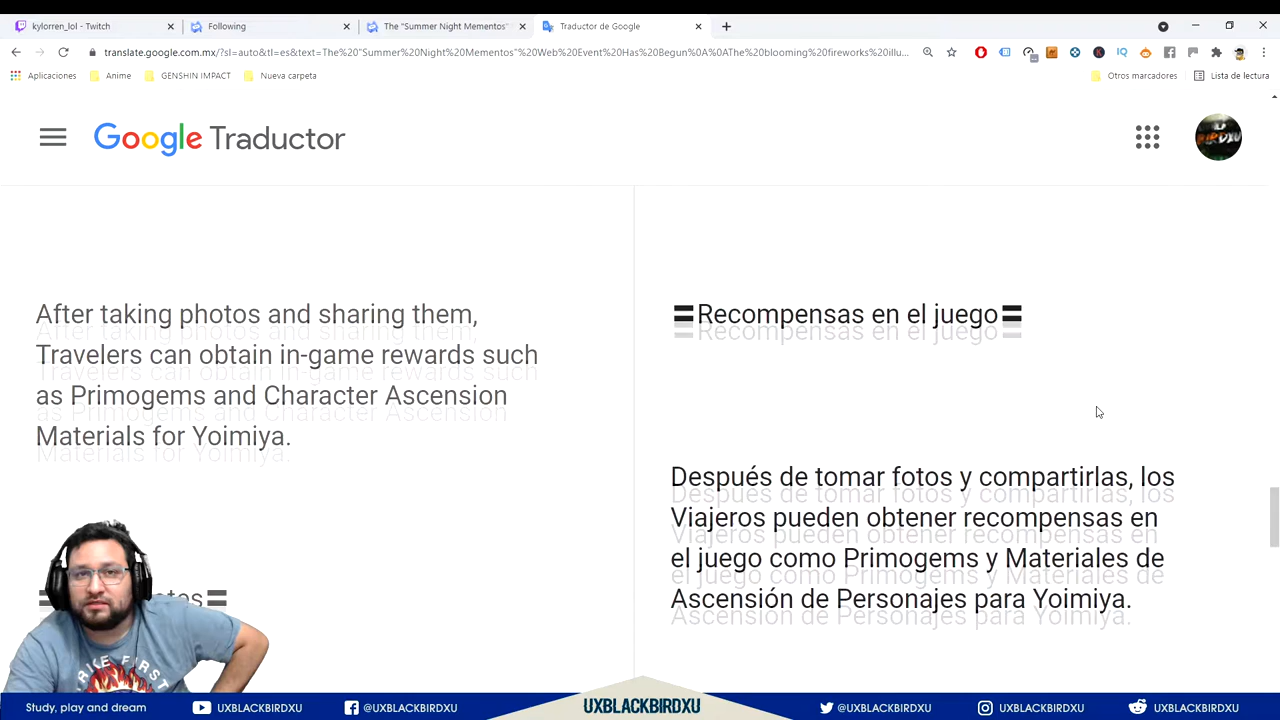 kylorren_lol - Twitch
Following
The "Summer Night Mementos"
Traductor de Google
translate.google.com.mx/?sl=auto&tl=es&text=The%20"Summer%20Night%20Mementos"%20Web%20Event%20Has%20Begun%0A%0AThe%20blooming%20fireworks%20illu...
Aplicaciones
Anime
GENSHIN IMPACT
Nueva carpeta
Otros marcadores
Lista de lectura
Google Traductor
After taking photos and sharing them,
Travelers can obtain in-game rewards such
as Primogems and Character Ascension
Materials for Yoimiya.
〓Recompensas en el juego〓
Después de tomar fotos y compartirlas, los
Viajeros pueden obtener recompensas en
el juego como Primogems y Materiales de
Ascensión de Personajes para Yoimiya.
Study, play and dream
UXBLACKBIRDXU
@UXBLACKBIRDXU
UXBLACKBIRDXU
@UXBLACKBIRDXU
UXBLACKBIRDXU
UXBLACKBIRDXU